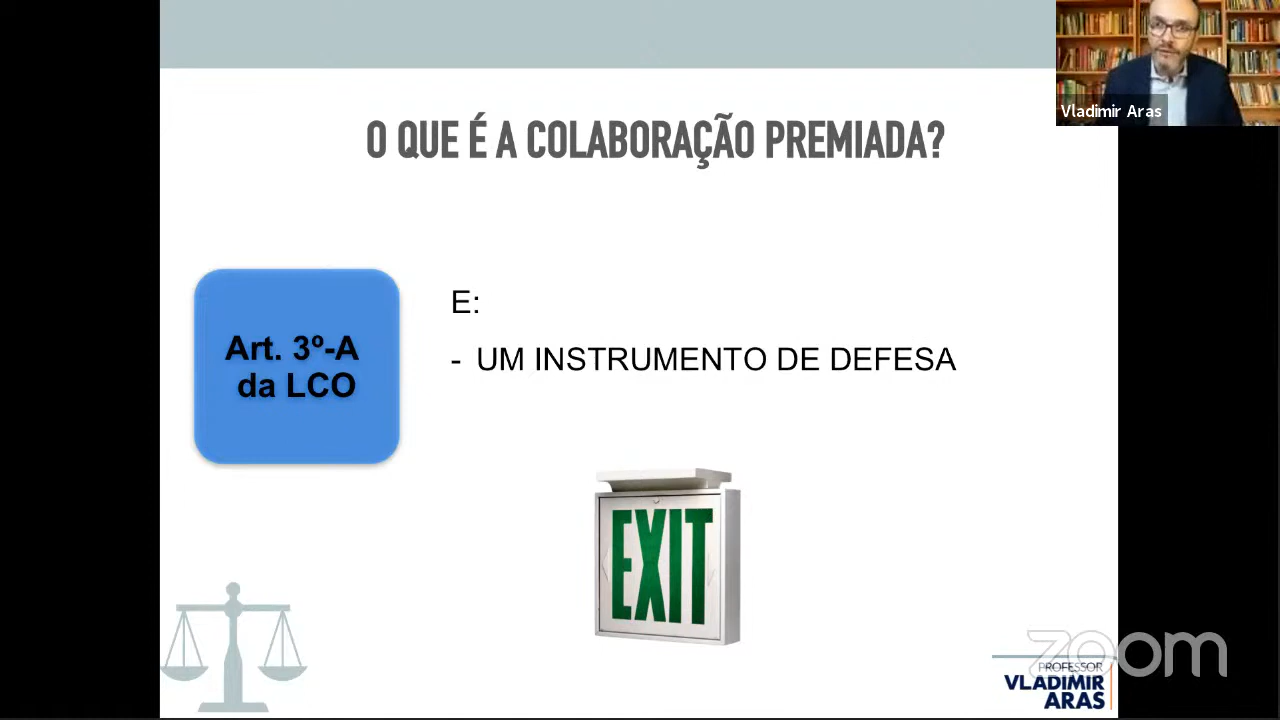 O QUE É A COLABORAÇÃO PREMIADA?
Vladimir Aras
Art. 3º-A
da LCO
E:
- UM INSTRUMENTO DE DEFESA
EXIT
zoom
PROFESSOR
VLADIMIR
ARAS